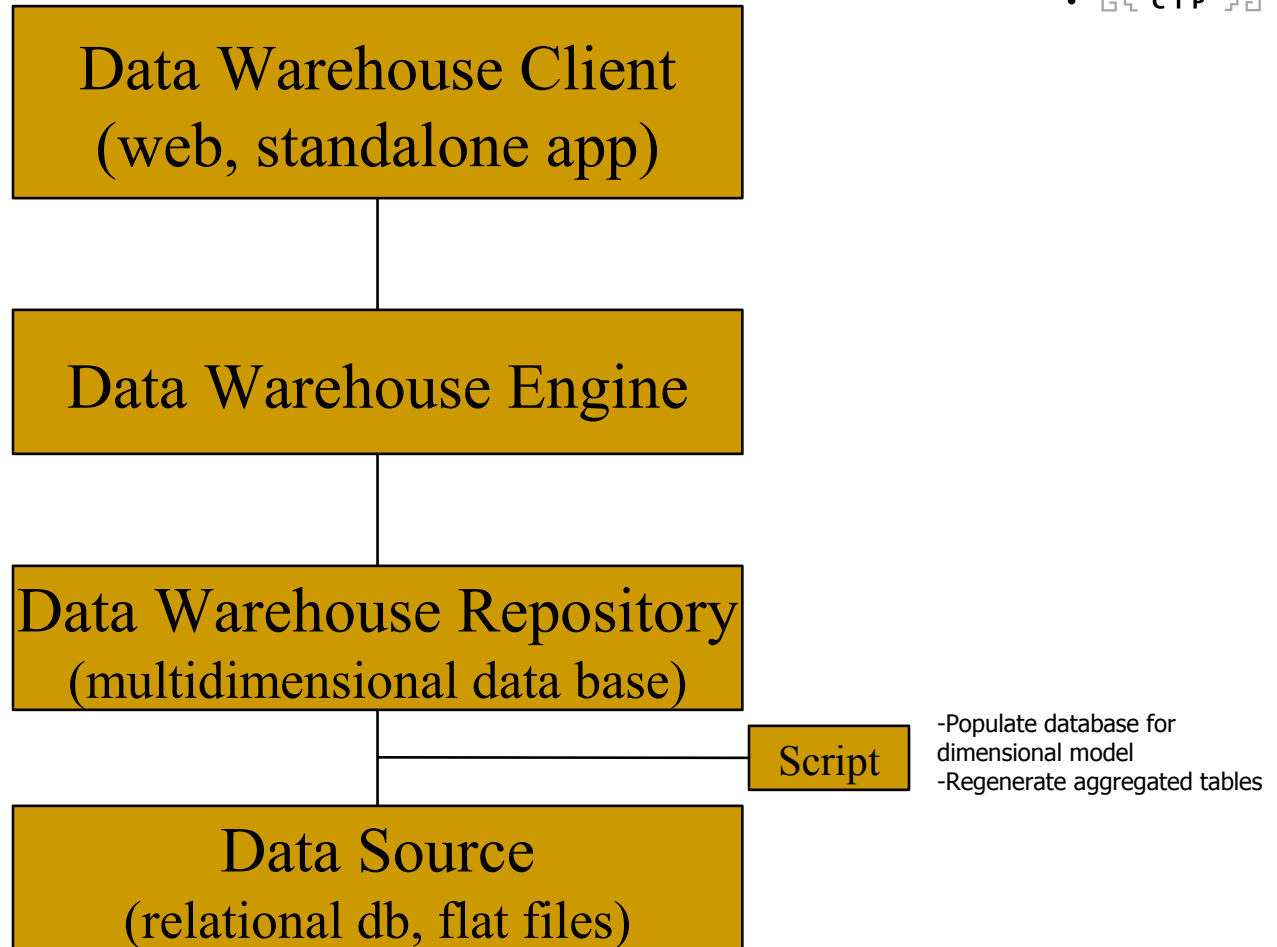 • CIP
Data Warehouse Client
(web, standalone app)
Data Warehouse Engine
Data Warehouse Repository
(multidimensional data base)
Script
-Populate database for
dimensional model
-Regenerate aggregated tables
Data Source
(relational db, flat files)